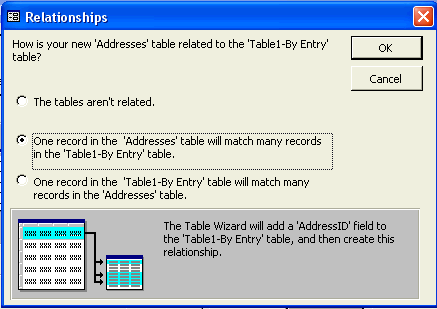 Relationships
How is your new 'Addresses' table related to the 'Table1-By Entry'
table?
OK
Cancel
The tables aren't related.
One record in the 'Addresses' table will match many records
in the 'Table1-By Entry' table.
One record in the 'Table1-By Entry' table will match many
records in the 'Addresses' table.
The Table Wizard will add a 'AddressID' field to
the 'Table1-By Entry' table, and then create this
relationship.